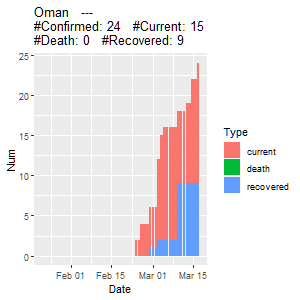 Oman   ---
#Confirmed: 24   #Current: 15
#Death: 0   #Recovered: 9
25
20
15
10
5
0
Num
Feb 01
Feb 15
Mar 01
Mar 15
Date
Type
current
death
recovered